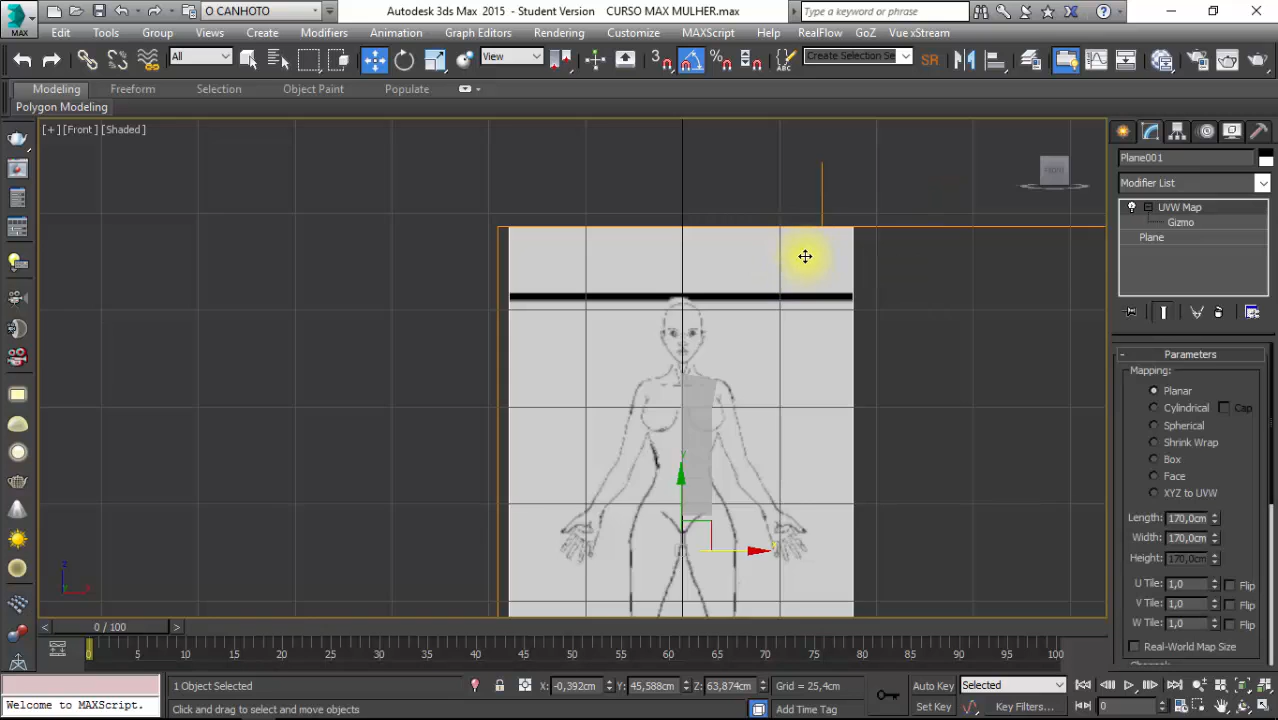 MAX
O CANHOTO
Autodesk 3ds Max 2015 - Student Version CURSO MAX MULHER.max
Type a keyword or phrase
Edit Tools Group Views Create Modifiers Animation Graph Editors Rendering Customize MAXScript Help RealFlow GoZ Vue xStream
All View 3 Create Selection Se SR
Modeling Freeform Selection Object Paint Populate
Polygon Modeling
[+] [Front] [Shaded]
FRONT
Plane001
Modifier List
UVW Map
Gizmo
Plane
Parameters
Mapping:
Planar
Cylindrical Cap
Spherical
Shrink Wrap
Box
Face
XYZ to UVW
Length: 170,0cm
Width: 170,0cm
Height: 170,0cm
U Tile: 1,0 Flip
V Tile: 1,0 Flip
W Tile: 1,0 Flip
Real-World Map Size
y
z
x
0 / 100
0 5 10 15 20 25 30 35 40 45 50 55 60 65 70 75 80 85 90 95 100
1 Object Selected X: -0,392cm Y: 45,588cm Z: 63,874cm Grid = 25,4cm Auto Key Selected
Welcome to MAXScript. Click and drag to select and move objects Add Time Tag Set Key Key Filters... 0